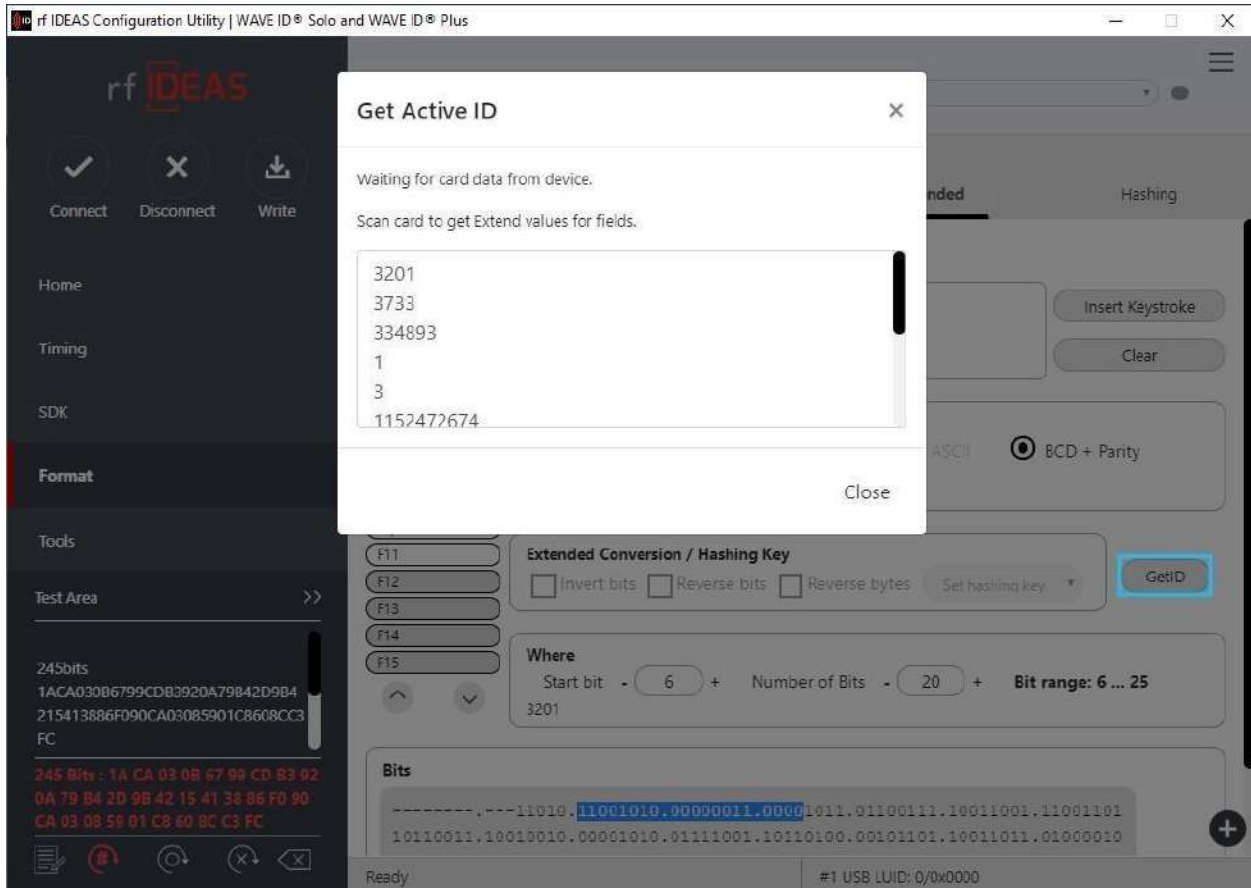 rf IDEAS Configuration Utility | WAVE ID® Solo and WAVE ID® Plus
rf IDEAS
Connect
Disconnect
Write
Home
Timing
SDK
Format
Tools
Test Area >>
245bits
1ACA030B6799CDB3920A79B42D9B4
215413886F090CA03085901C8608CC3
FC
245 Bits : 1A CA 03 0B 67 99 CD B3 92
0A 79 B4 2D 9B 42 15 41 38 86 F0 90
CA 03 08 59 01 C8 60 8C C3 FC
Get Active ID
Waiting for card data from device.
Scan card to get Extend values for fields.
3201
3733
334893
1
3
1152472674
Close
nded
Hashing
Insert Keystroke
Clear
ASCII
BCD + Parity
F11
F12
F13
F14
F15
Extended Conversion / Hashing Key
Invert bits
Reverse bits
Reverse bytes
Set hashing key
GetID
Where
Start bit - 6 + Number of Bits - 20 + Bit range: 6 ... 25
3201
Bits
--------.---11010.11001010.00000011.00001011.01100111.10011001.11001101
10110011.10010010.00001010.01111001.10110100.00101101.10011011.01000010
Ready
#1 USB LUID: 0/0x0000